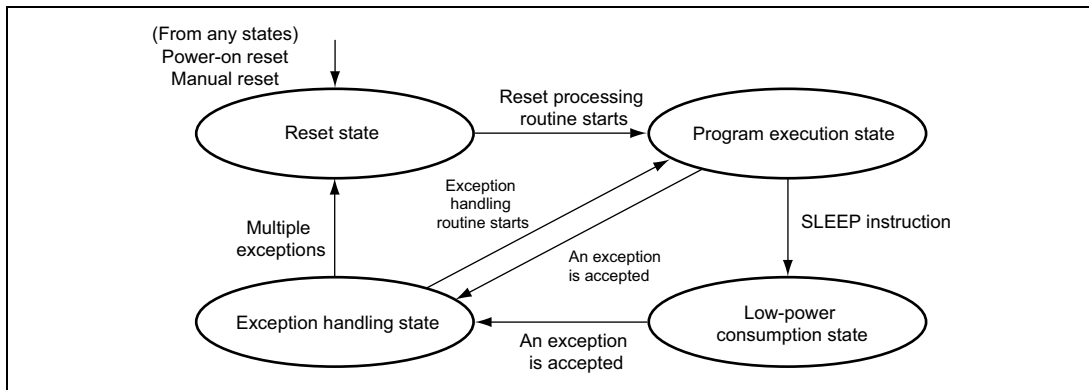 (From any states)
Power-on reset
Manual reset
Reset state
Reset processing
routine starts
Program execution state
Exception
handling
routine starts
Multiple
exceptions
SLEEP instruction
An exception
is accepted
Exception handling state
An exception
is accepted
Low-power
consumption state